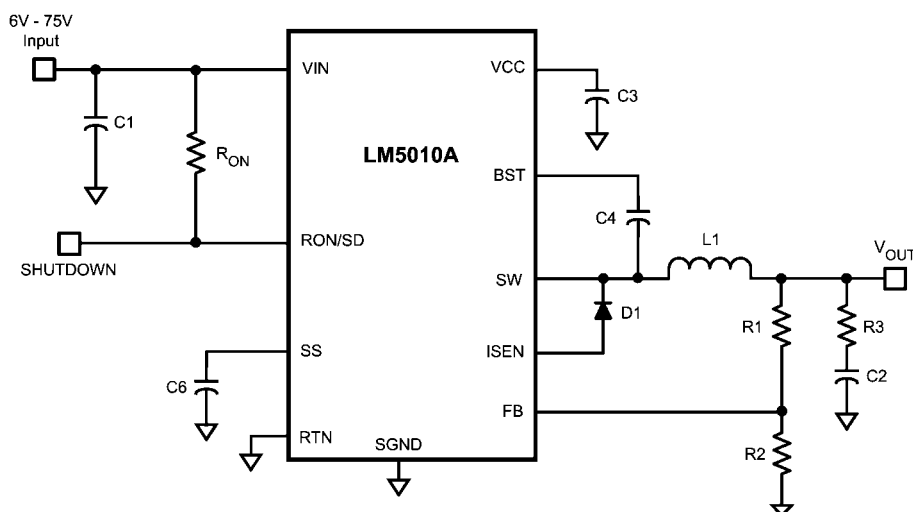 6V - 75V
Input
VIN
VCC
C3
C1
RON
LM5010A
BST
C4
L1
VOUT
RON/SD
SHUTDOWN
SW
D1
R1
R3
ISEN
SS
C6
C2
FB
RTN
SGND
R2